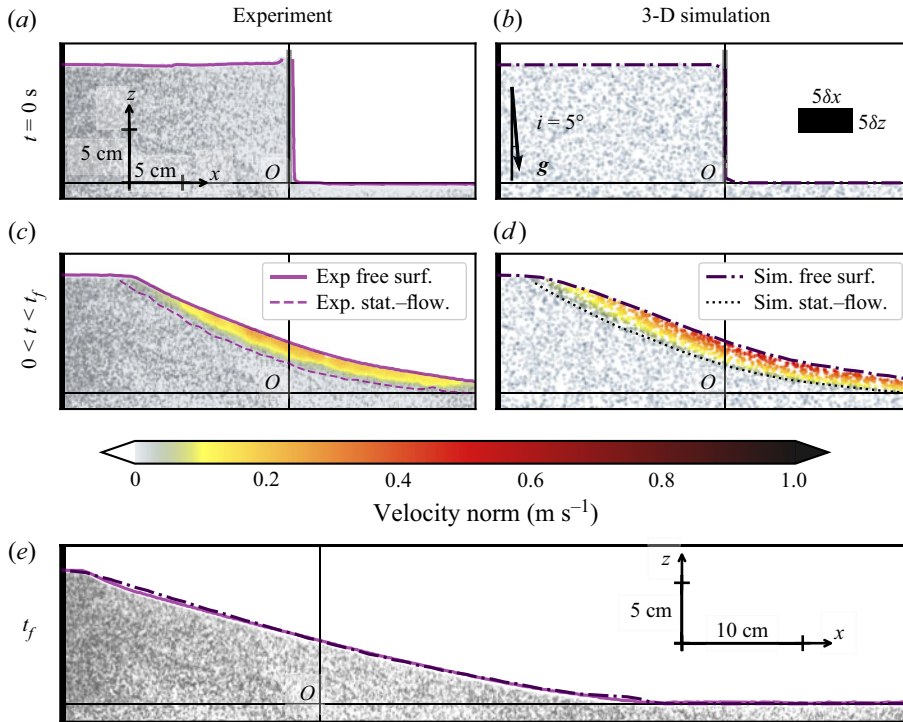 (a) Experiment
(b) 3-D simulation
t = 0 s
z
5 cm
5 cm
x
O
i = 5°
g
O
5δx
5δz
(c)
(d)
0 < t < t_f
Exp free surf.
Exp. stat.–flow.
O
Sim. free surf.
Sim. stat.–flow.
O
0 0.2 0.4 0.6 0.8 1.0
Velocity norm (m s⁻¹)
(e)
t_f
O
z
5 cm
10 cm
x